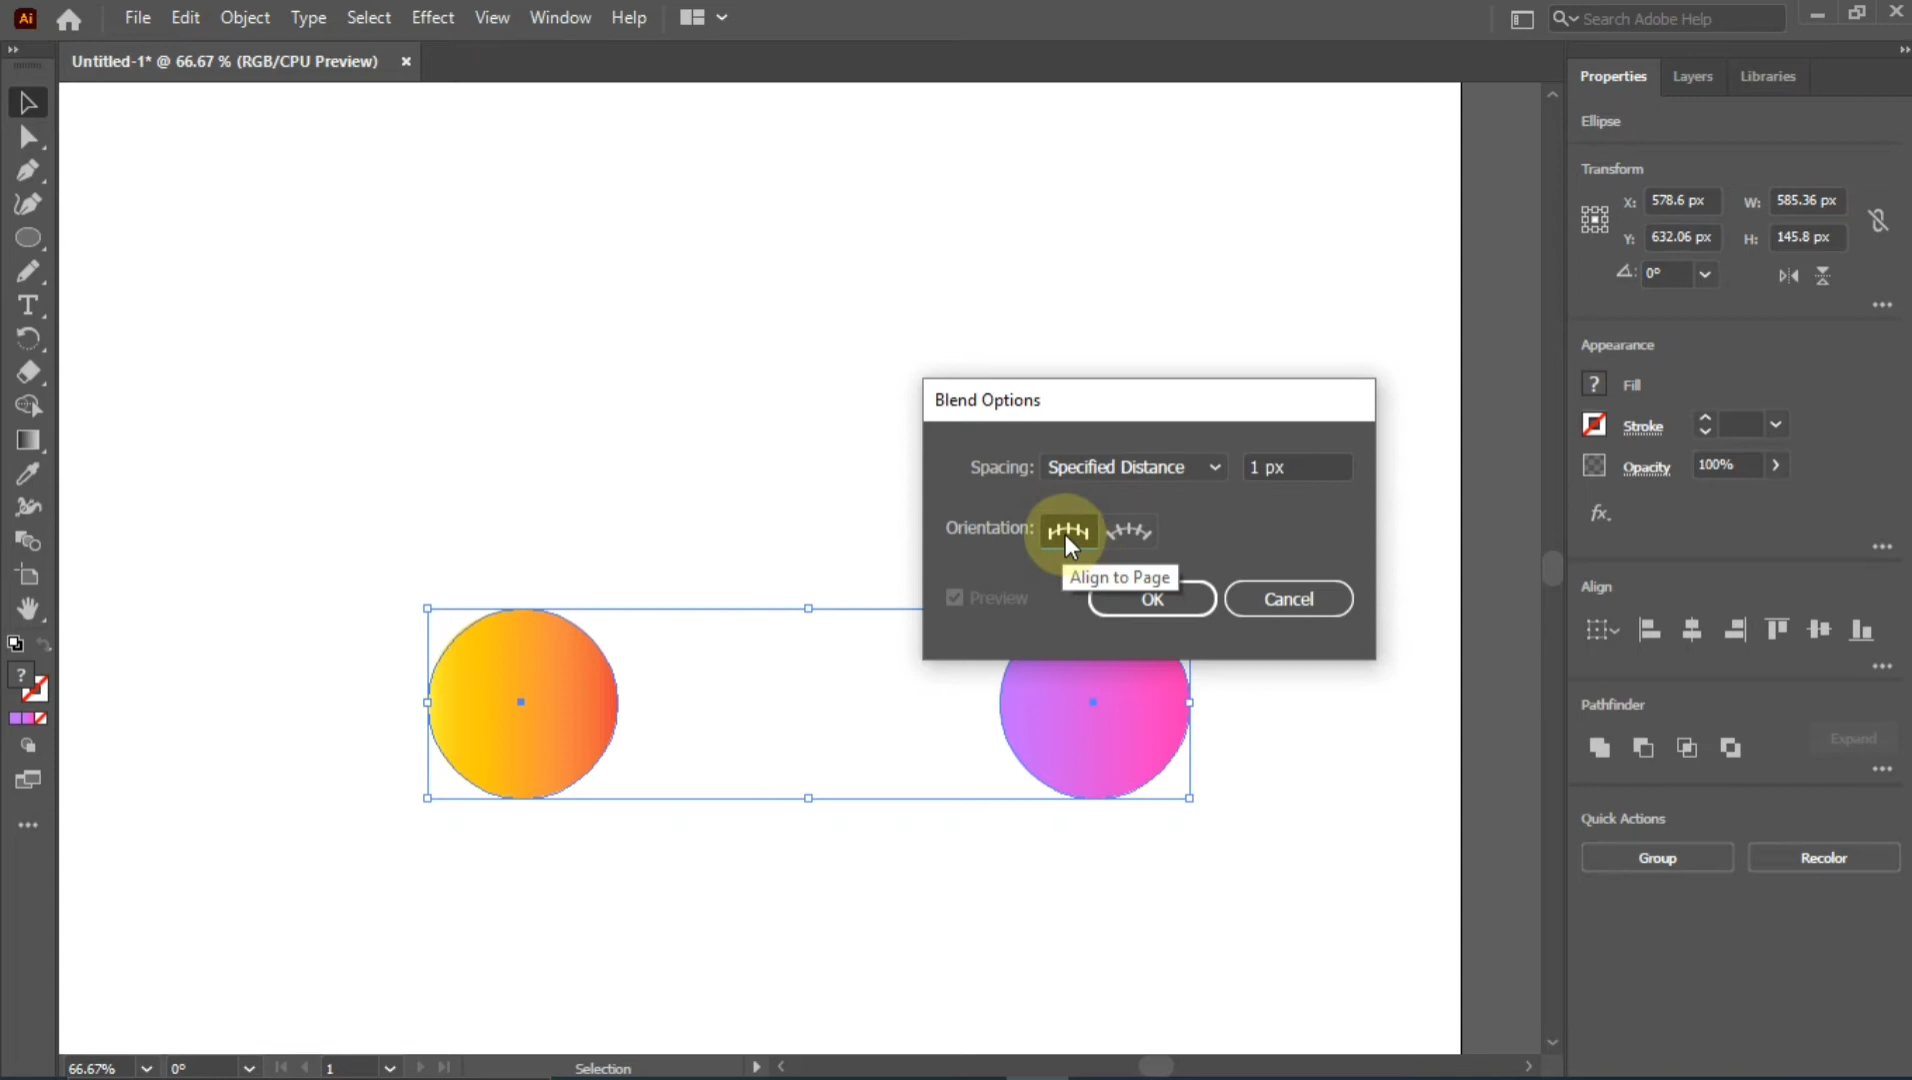 Ai File Edit Object Type Select Effect View Window Help Search Adobe Help
Untitled-1* @ 66.67 % (RGB/CPU Preview) ×
Properties Layers Libraries
Ellipse
Transform
X: 578.6 px W: 585.36 px
Y: 632.06 px H: 145.8 px
0°
Appearance
? Fill
Stroke
Opacity 100%
fx.
Align
Pathfinder
Expand
Quick Actions
Group Recolor
Blend Options
Spacing: Specified Distance 1 px
Orientation:
Align to Page
Preview OK Cancel
T
?
66.67% 0° 1 Selection